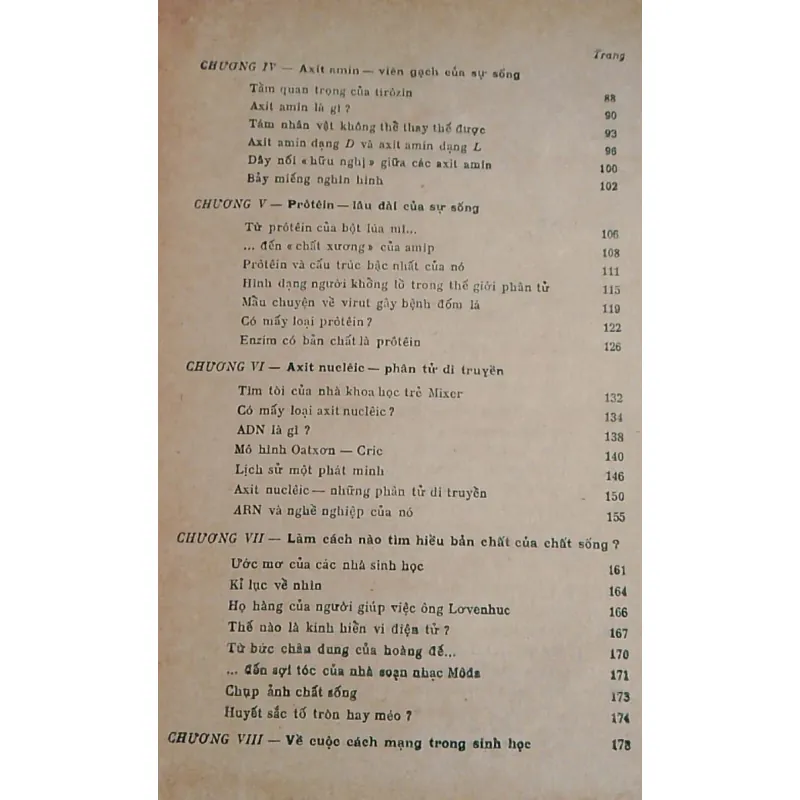 Trang
CHƯƠNG IV — Axit amin — viên gạch của sự sống
Tầm quan trọng của tirôzin 88
Axit amin là gì ? 90
Tám nhân vật không thể thay thế được 93
Axit amin dạng D và axit amin dạng L 96
Dây nối « hữu nghị » giữa các axit amin 100
Bảy miếng nghìn hình 102
CHƯƠNG V — Prôtêin — lâu đài của sự sống
Từ prôtêin của bột lúa mì... 106
... đến « chất xương » của amip 108
Prôtêin và cấu trúc bậc nhất của nó 111
Hình dạng người khổng lồ trong thế giới phân tử 115
Mẩu chuyện về virut gây bệnh đốm lá 119
Có mấy loại prôtêin ? 122
Enzim có bản chất là prôtêin 126
CHƯƠNG VI — Axit nuclêic — phân tử di truyền
Tìm tòi của nhà khoa học trẻ Mixer 132
Có mấy loại axit nuclêic ? 134
ADN là gì ? 138
Mô hình Oatxơn — Cric 140
Lịch sử một phát minh 146
Axit nuclêic — những phân tử di truyền 150
ARN và nghề nghiệp của nó 155
CHƯƠNG VII — Làm cách nào tìm hiểu bản chất của chất sống ?
Ước mơ của các nhà sinh học 161
Kỉ lục về nhìn 164
Họ hàng của người giúp việc ông Lơvenhuc 166
Thế nào là kính hiển vi điện tử ? 167
Từ bức chân dung của hoàng đế... 170
... đến sợi tóc của nhà soạn nhạc Môda 171
Chụp ảnh chất sống 173
Huyết sắc tố tròn hay méo ? 174
CHƯƠNG VIII — Về cuộc cách mạng trong sinh học 178